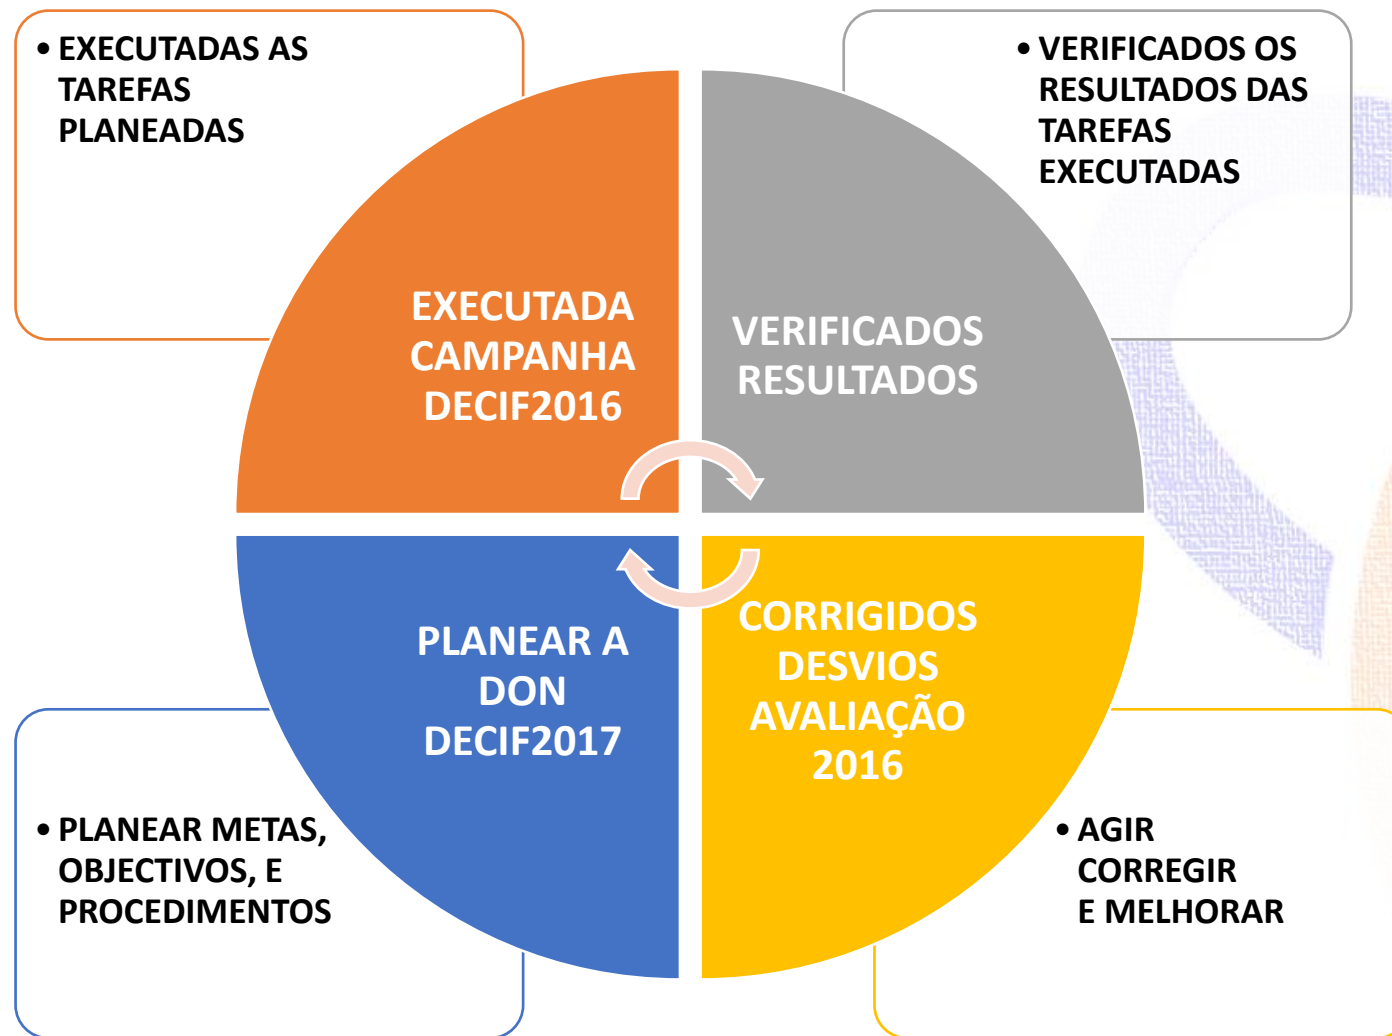 • EXECUTADAS AS
TAREFAS
PLANEADAS
• VERIFICADOS OS
RESULTADOS DAS
TAREFAS
EXECUTADAS
EXECUTADA
CAMPANHA
DECIF2016
VERIFICADOS
RESULTADOS
PLANEAR A
DON
DECIF2017
CORRIGIDOS
DESVIOS
AVALIAÇÃO
2016
• PLANEAR METAS,
OBJECTIVOS, E
PROCEDIMENTOS
• AGIR
CORREGIR
E MELHORAR